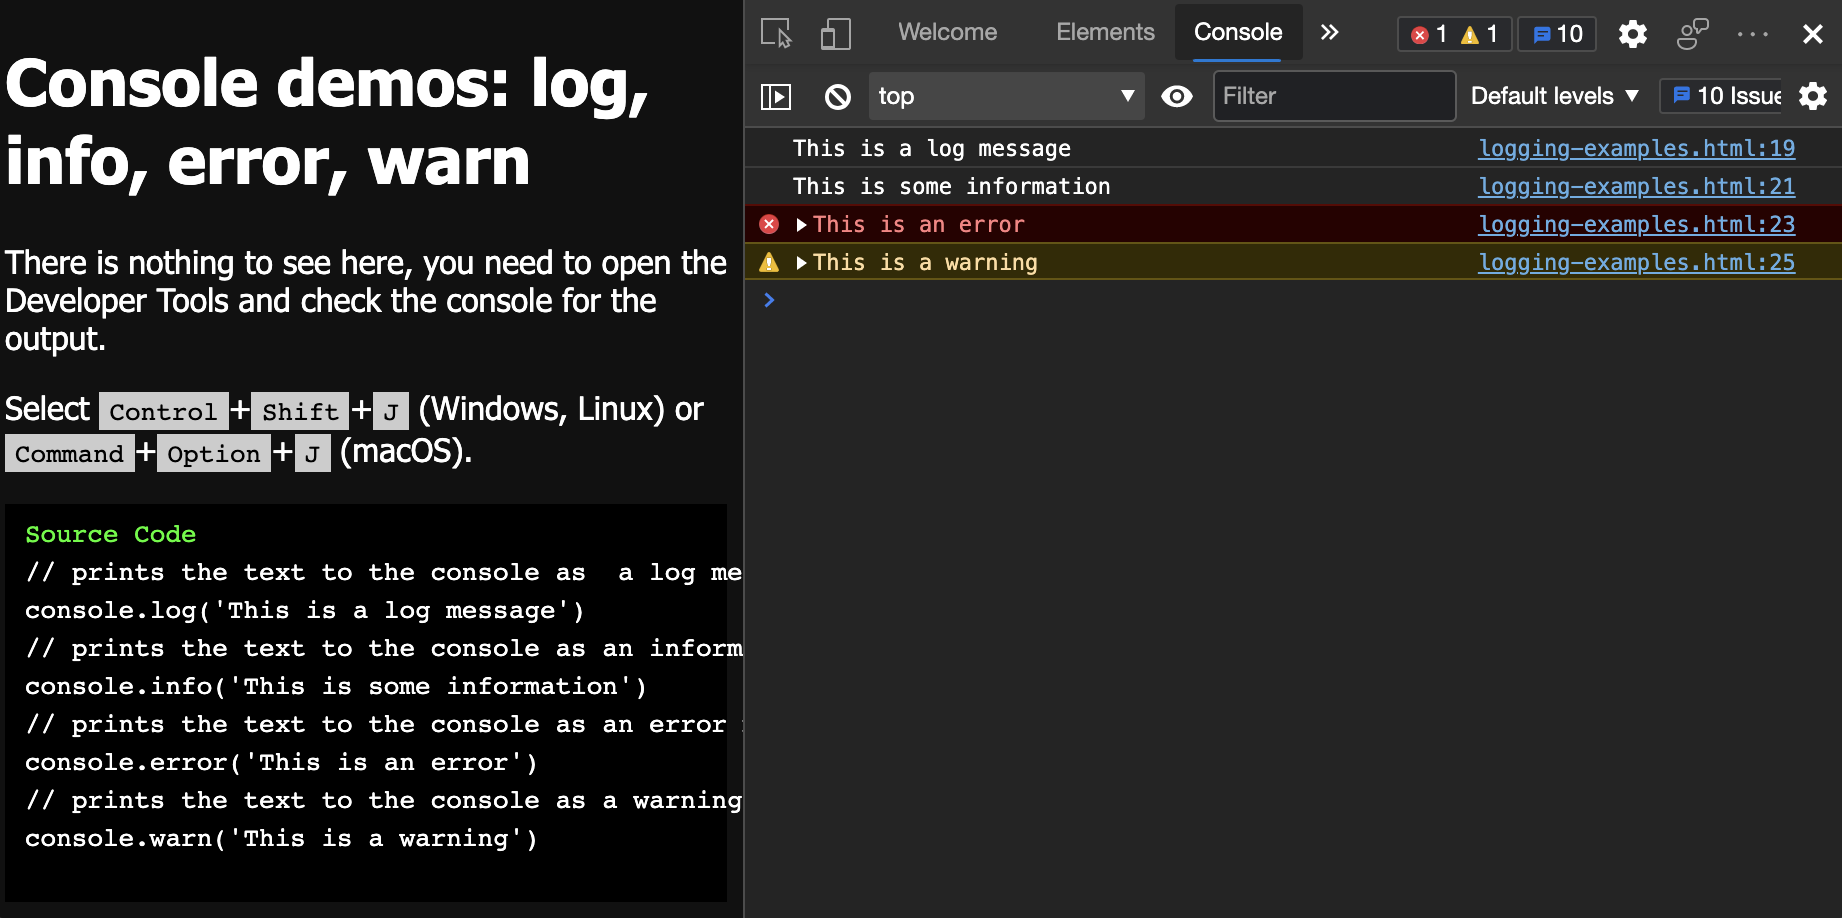 Console demos: log,
info, error, warn
There is nothing to see here, you need to open the
Developer Tools and check the console for the
output.
Select Control+Shift+J (Windows, Linux) or
Command+Option+J (macOS).
Source Code
// prints the text to the console as  a log me
console.log('This is a log message')
// prints the text to the console as an inform
console.info('This is some information')
// prints the text to the console as an error
console.error('This is an error')
// prints the text to the console as a warning
console.warn('This is a warning')
Welcome Elements Console » 1 1 10
top Filter Default levels 10 Issue
This is a log message logging-examples.html:19
This is some information logging-examples.html:21
This is an error logging-examples.html:23
This is a warning logging-examples.html:25